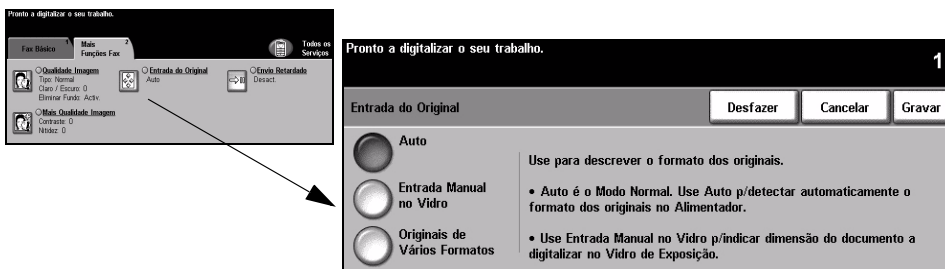 Pronto a digitalizar o seu trabalho.
Fax Básico
1
Mais
Funções Fax
2
Todos os
Serviços
Qualidade Imagem
Tipo: Normal
Claro / Escuro: 0
Eliminar Fundo: Activ.
Entrada do Original
Auto
Envio Retardado
Desact.
Mais Qualidade Imagem
Contraste: 0
Nitidez: 0
Pronto a digitalizar o seu trabalho.
1
Entrada do Original
Desfazer
Cancelar
Gravar
Auto
Entrada Manual
no Vidro
Originais de
Vários Formatos
Use para descrever o formato dos originais.
• Auto é o Modo Normal. Use Auto p/detectar automaticamente o
formato dos originais no Alimentador.
• Use Entrada Manual no Vidro p/indicar dimensão do documento a
digitalizar no Vidro de Exposição.